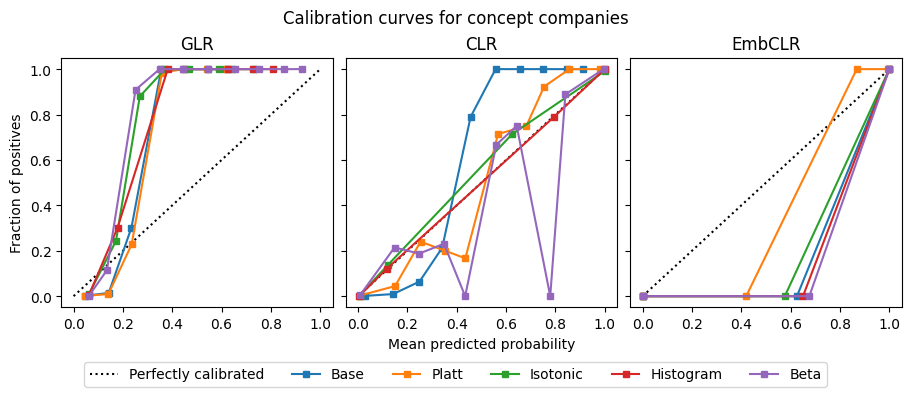 Calibration curves for concept companies
GLR
CLR
EmbCLR
Fraction of positives
1.0
0.8
0.6
0.4
0.2
0.0
0.0 0.2 0.4 0.6 0.8 1.0
0.0 0.2 0.4 0.6 0.8 1.0
0.0 0.2 0.4 0.6 0.8 1.0
Mean predicted probability
Perfectly calibrated Base Platt Isotonic Histogram Beta